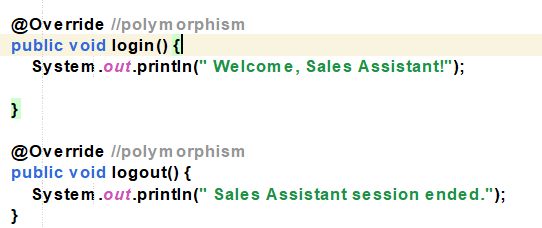 @Override //polymorphism
public void login() {
System.out.println(" Welcome, Sales Assistant!");
}
@Override //polymorphism
public void logout() {
System.out.println(" Sales Assistant session ended.");
}